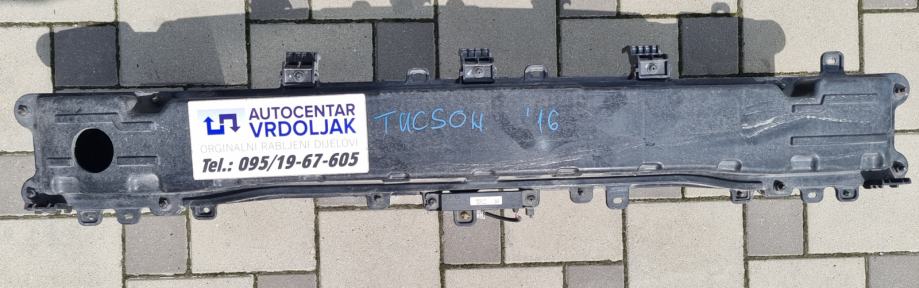 AUTOCENTAR
VRDOLJAK
ORGINALNI RABLJENI DIJELOVI
Tel.: 095/19-67-605
TUCSON '16